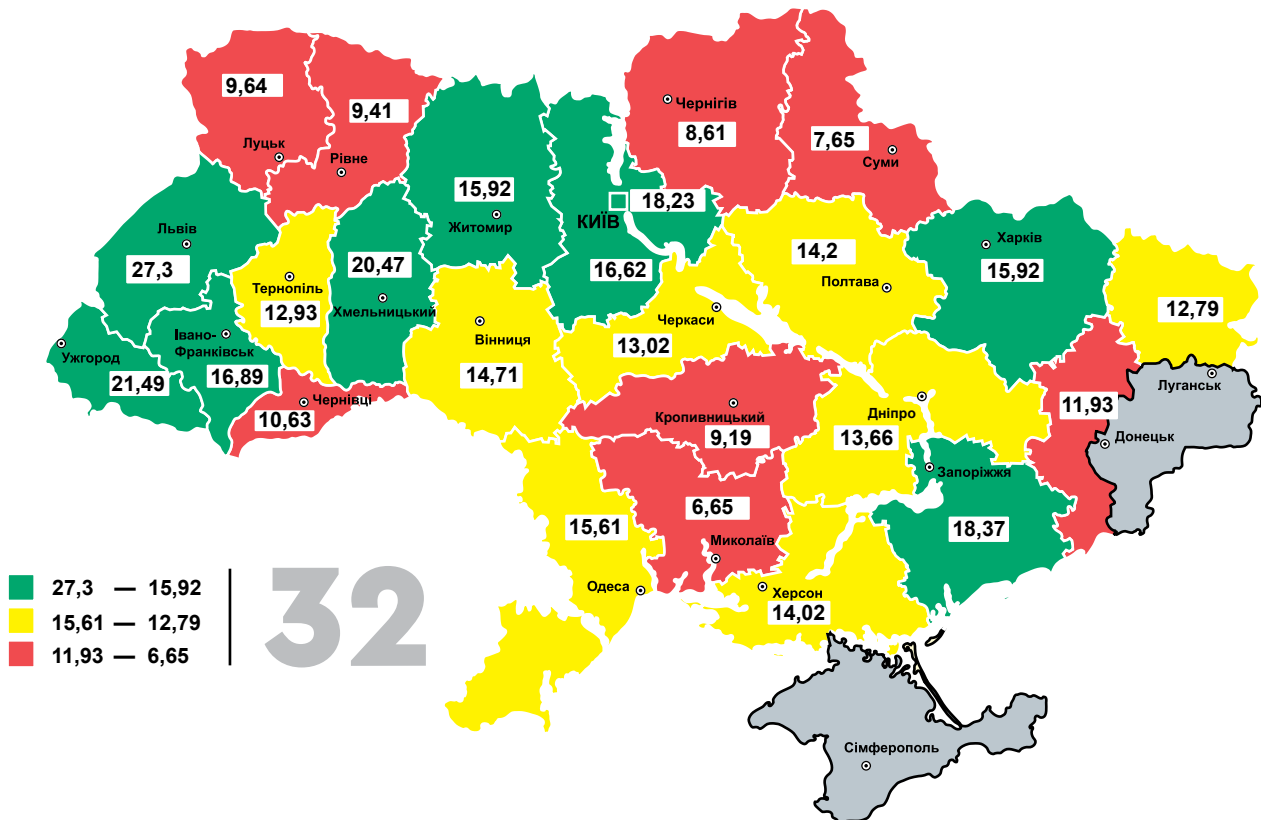 9,64
9,41
Луцьк
Рівне
Чернігів
8,61
7,65
Суми
15,92
Житомир
18,23
КИЇВ
16,62
Львів
27,3
Тернопіль
12,93
20,47
Хмельницький
14,2
Полтава
Харків
15,92
12,79
Луганськ
Ужгород
21,49
Івано-
Франківськ
16,89
Чернівці
10,63
Вінниця
14,71
Черкаси
13,02
Кропивницький
9,19
Дніпро
13,66
11,93
Донецьк
Запоріжжя
18,37
6,65
Миколаїв
15,61
Одеса
Херсон
14,02
Сімферополь
27,3 — 15,92
15,61 — 12,79
11,93 — 6,65
32